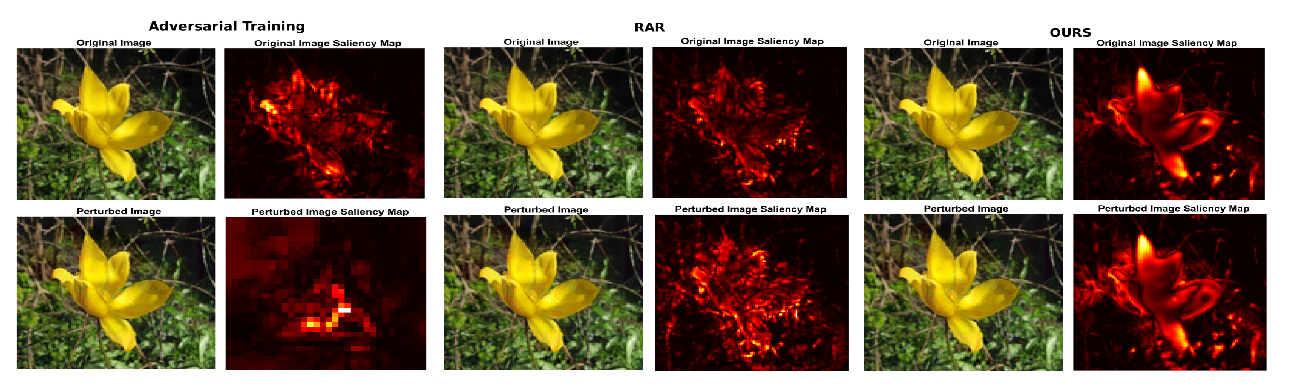 Adversarial Training
Original Image
Original Image Saliency Map
Perturbed Image
Perturbed Image Saliency Map
RAR
Original Image
Original Image Saliency Map
Perturbed Image
Perturbed Image Saliency Map
OURS
Original Image
Original Image Saliency Map
Perturbed Image
Perturbed Image Saliency Map